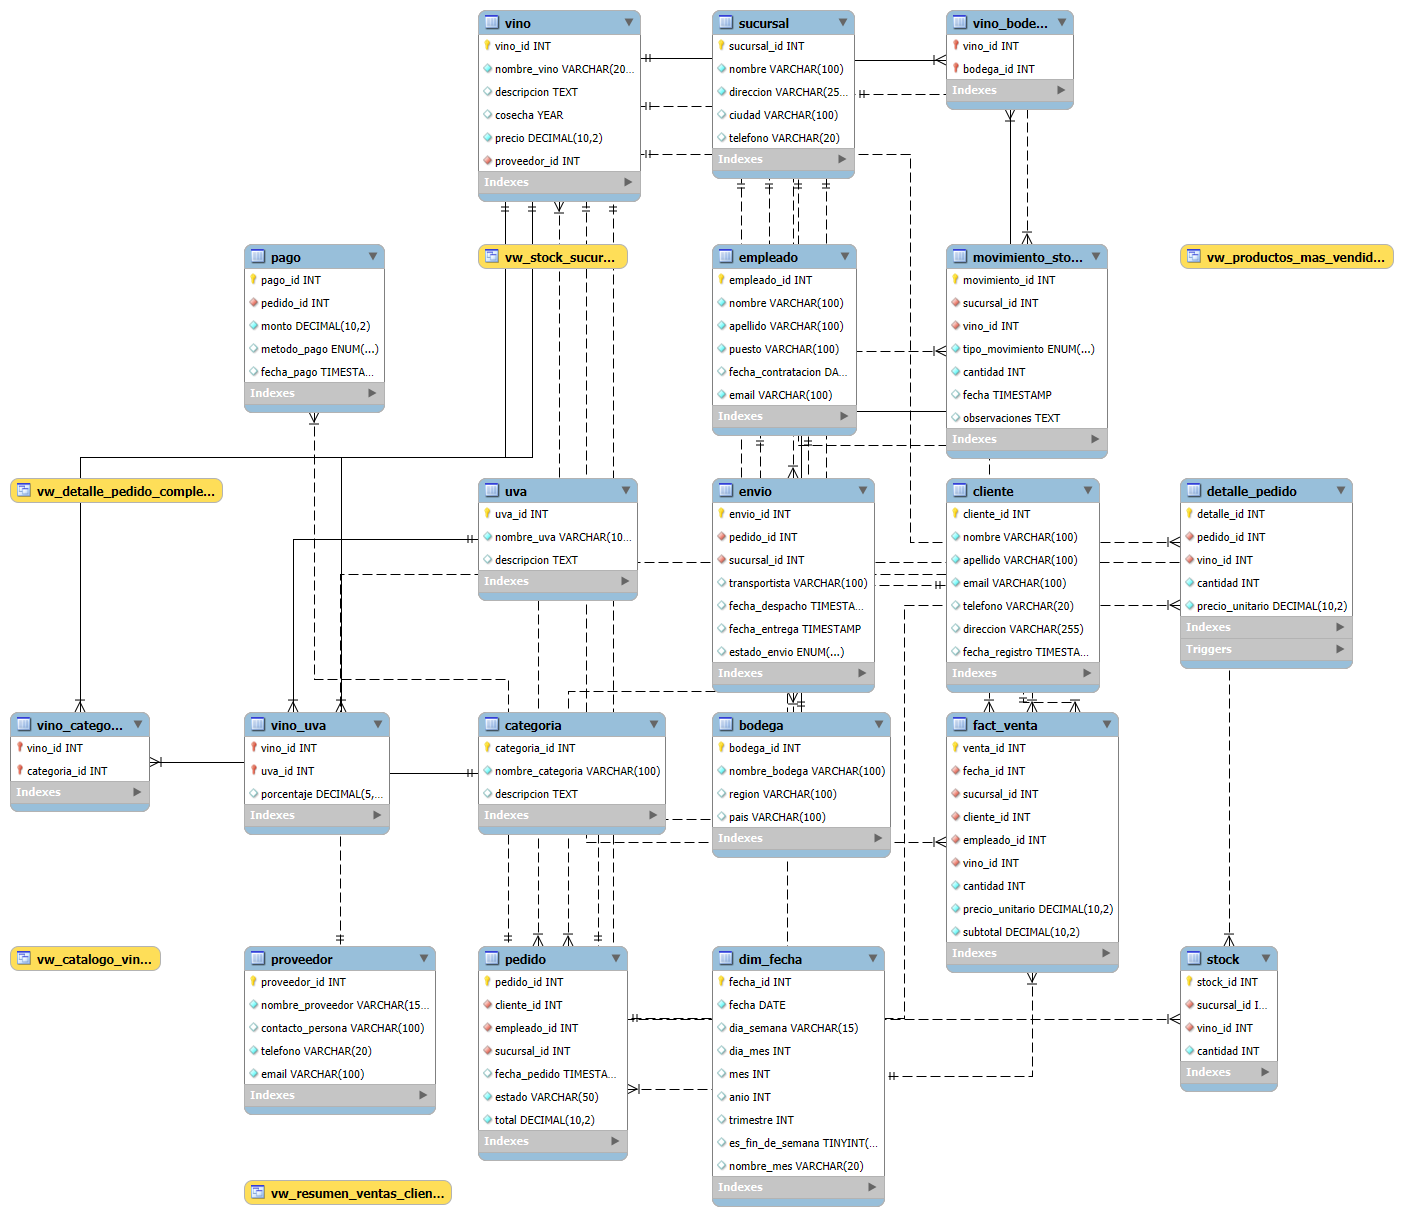 vino
vino_id INT
nombre_vino VARCHAR(20...
descripcion TEXT
cosecha YEAR
precio DECIMAL(10,2)
proveedor_id INT
Indexes
sucursal
sucursal_id INT
nombre VARCHAR(100)
direccion VARCHAR(25...
ciudad VARCHAR(100)
telefono VARCHAR(20)
Indexes
vino_bode...
vino_id INT
bodega_id INT
Indexes
pago
pago_id INT
pedido_id INT
monto DECIMAL(10,2)
metodo_pago ENUM(...)
fecha_pago TIMESTA...
Indexes
vw_stock_sucur...
empleado
empleado_id INT
nombre VARCHAR(100)
apellido VARCHAR(100)
puesto VARCHAR(100)
fecha_contratacion DA...
email VARCHAR(100)
Indexes
movimiento_sto...
movimiento_id INT
sucursal_id INT
vino_id INT
tipo_movimiento ENUM(...)
cantidad INT
fecha TIMESTAMP
observaciones TEXT
Indexes
vw_productos_mas_vendid...
vw_detalle_pedido_comple...
uva
uva_id INT
nombre_uva VARCHAR(10...
descripcion TEXT
Indexes
envio
envio_id INT
pedido_id INT
sucursal_id INT
transportista VARCHAR(100)
fecha_despacho TIMESTA...
fecha_entrega TIMESTAMP
estado_envio ENUM(...)
Indexes
cliente
cliente_id INT
nombre VARCHAR(100)
apellido VARCHAR(100)
email VARCHAR(100)
telefono VARCHAR(20)
direccion VARCHAR(255)
fecha_registro TIMESTA...
Indexes
detalle_pedido
detalle_id INT
pedido_id INT
vino_id INT
cantidad INT
precio_unitario DECIMAL(10,2)
Indexes
Triggers
vino_catego...
vino_id INT
categoria_id INT
Indexes
vino_uva
vino_id INT
uva_id INT
porcentaje DECIMAL(5,...
Indexes
categoria
categoria_id INT
nombre_categoria VARCHAR(100)
descripcion TEXT
Indexes
bodega
bodega_id INT
nombre_bodega VARCHAR(100)
region VARCHAR(100)
pais VARCHAR(100)
Indexes
fact_venta
venta_id INT
fecha_id INT
sucursal_id INT
cliente_id INT
empleado_id INT
vino_id INT
cantidad INT
precio_unitario DECIMAL(10,2)
subtotal DECIMAL(10,2)
Indexes
vw_catalogo_vin...
proveedor
proveedor_id INT
nombre_proveedor VARCHAR(15...
contacto_persona VARCHAR(100)
telefono VARCHAR(20)
email VARCHAR(100)
Indexes
pedido
pedido_id INT
cliente_id INT
empleado_id INT
sucursal_id INT
fecha_pedido TIMESTA...
estado VARCHAR(50)
total DECIMAL(10,2)
Indexes
dim_fecha
fecha_id INT
fecha DATE
dia_semana VARCHAR(15)
dia_mes INT
mes INT
anio INT
trimestre INT
es_fin_de_semana TINYINT(...
nombre_mes VARCHAR(20)
Indexes
stock
stock_id INT
sucursal_id I...
vino_id INT
cantidad INT
Indexes
vw_resumen_ventas_clien...